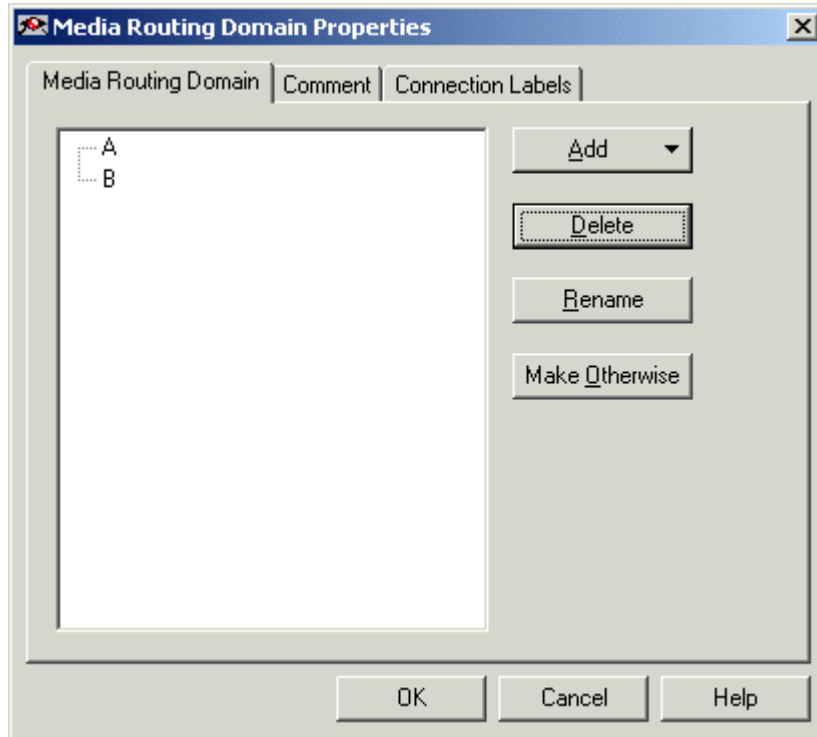 Media Routing Domain Properties
Media Routing Domain
Comment
Connection Labels
A
B
Add
Delete
Rename
Make Otherwise
OK
Cancel
Help